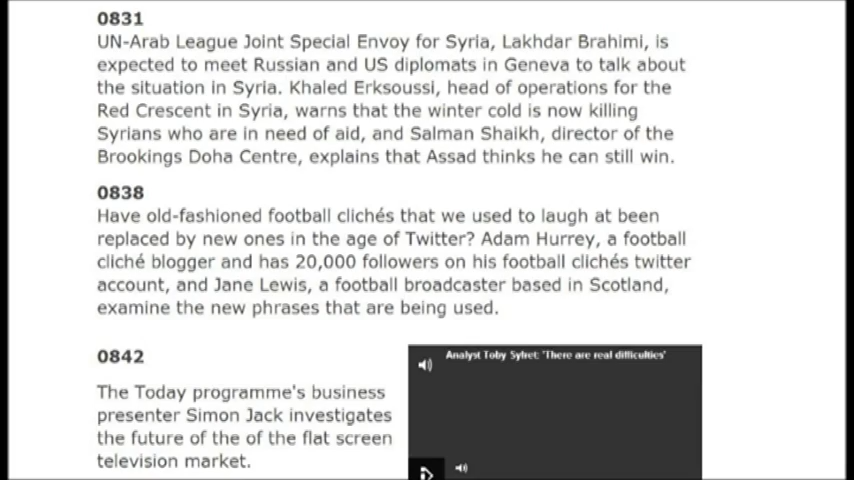 0831
UN-Arab League Joint Special Envoy for Syria, Lakhdar Brahimi, is
expected to meet Russian and US diplomats in Geneva to talk about
the situation in Syria. Khaled Erksoussi, head of operations for the
Red Crescent in Syria, warns that the winter cold is now killing
Syrians who are in need of aid, and Salman Shaikh, director of the
Brookings Doha Centre, explains that Assad thinks he can still win.
0838
Have old-fashioned football clichés that we used to laugh at been
replaced by new ones in the age of Twitter? Adam Hurrey, a football
cliché blogger and has 20,000 followers on his football clichés twitter
account, and Jane Lewis, a football broadcaster based in Scotland,
examine the new phrases that are being used.
0842
The Today programme's business
presenter Simon Jack investigates
the future of the of the flat screen
television market.
Analyst Toby Syfret: 'There are real difficulties'